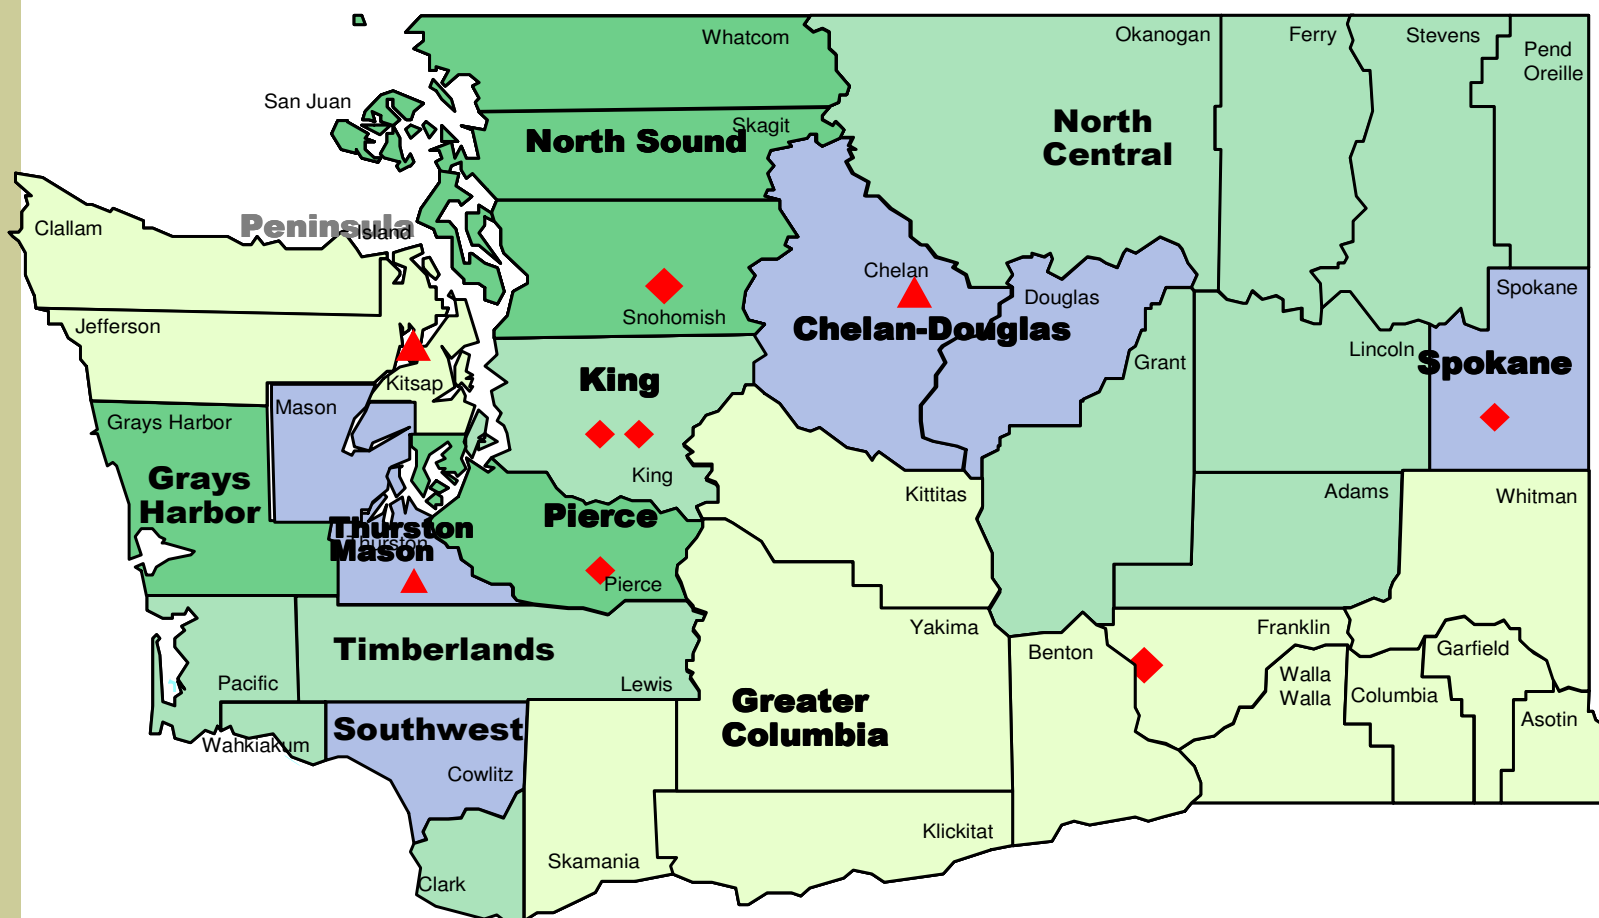 Whatcom
Okanogan
Ferry
Stevens
Pend
Oreille
San Juan
Skagit
North Sound
North
Central
Clallam
Peninsula
Island
Chelan
Douglas
Spokane
Jefferson
Snohomish
Chelan-Douglas
Lincoln
Grant
Spokane
King
Kitsap
Mason
Grays Harbor
King
Grays
Harbor
Kittitas
Adams
Whitman
Pierce
Thurston
Thurston
Mason
Pierce
Yakima
Franklin
Timberlands
Benton
Garfield
Pacific
Lewis
Walla
Walla
Columbia
Greater
Columbia
Asotin
Southwest
Wahkiakum
Cowlitz
Klickitat
Skamania
Clark